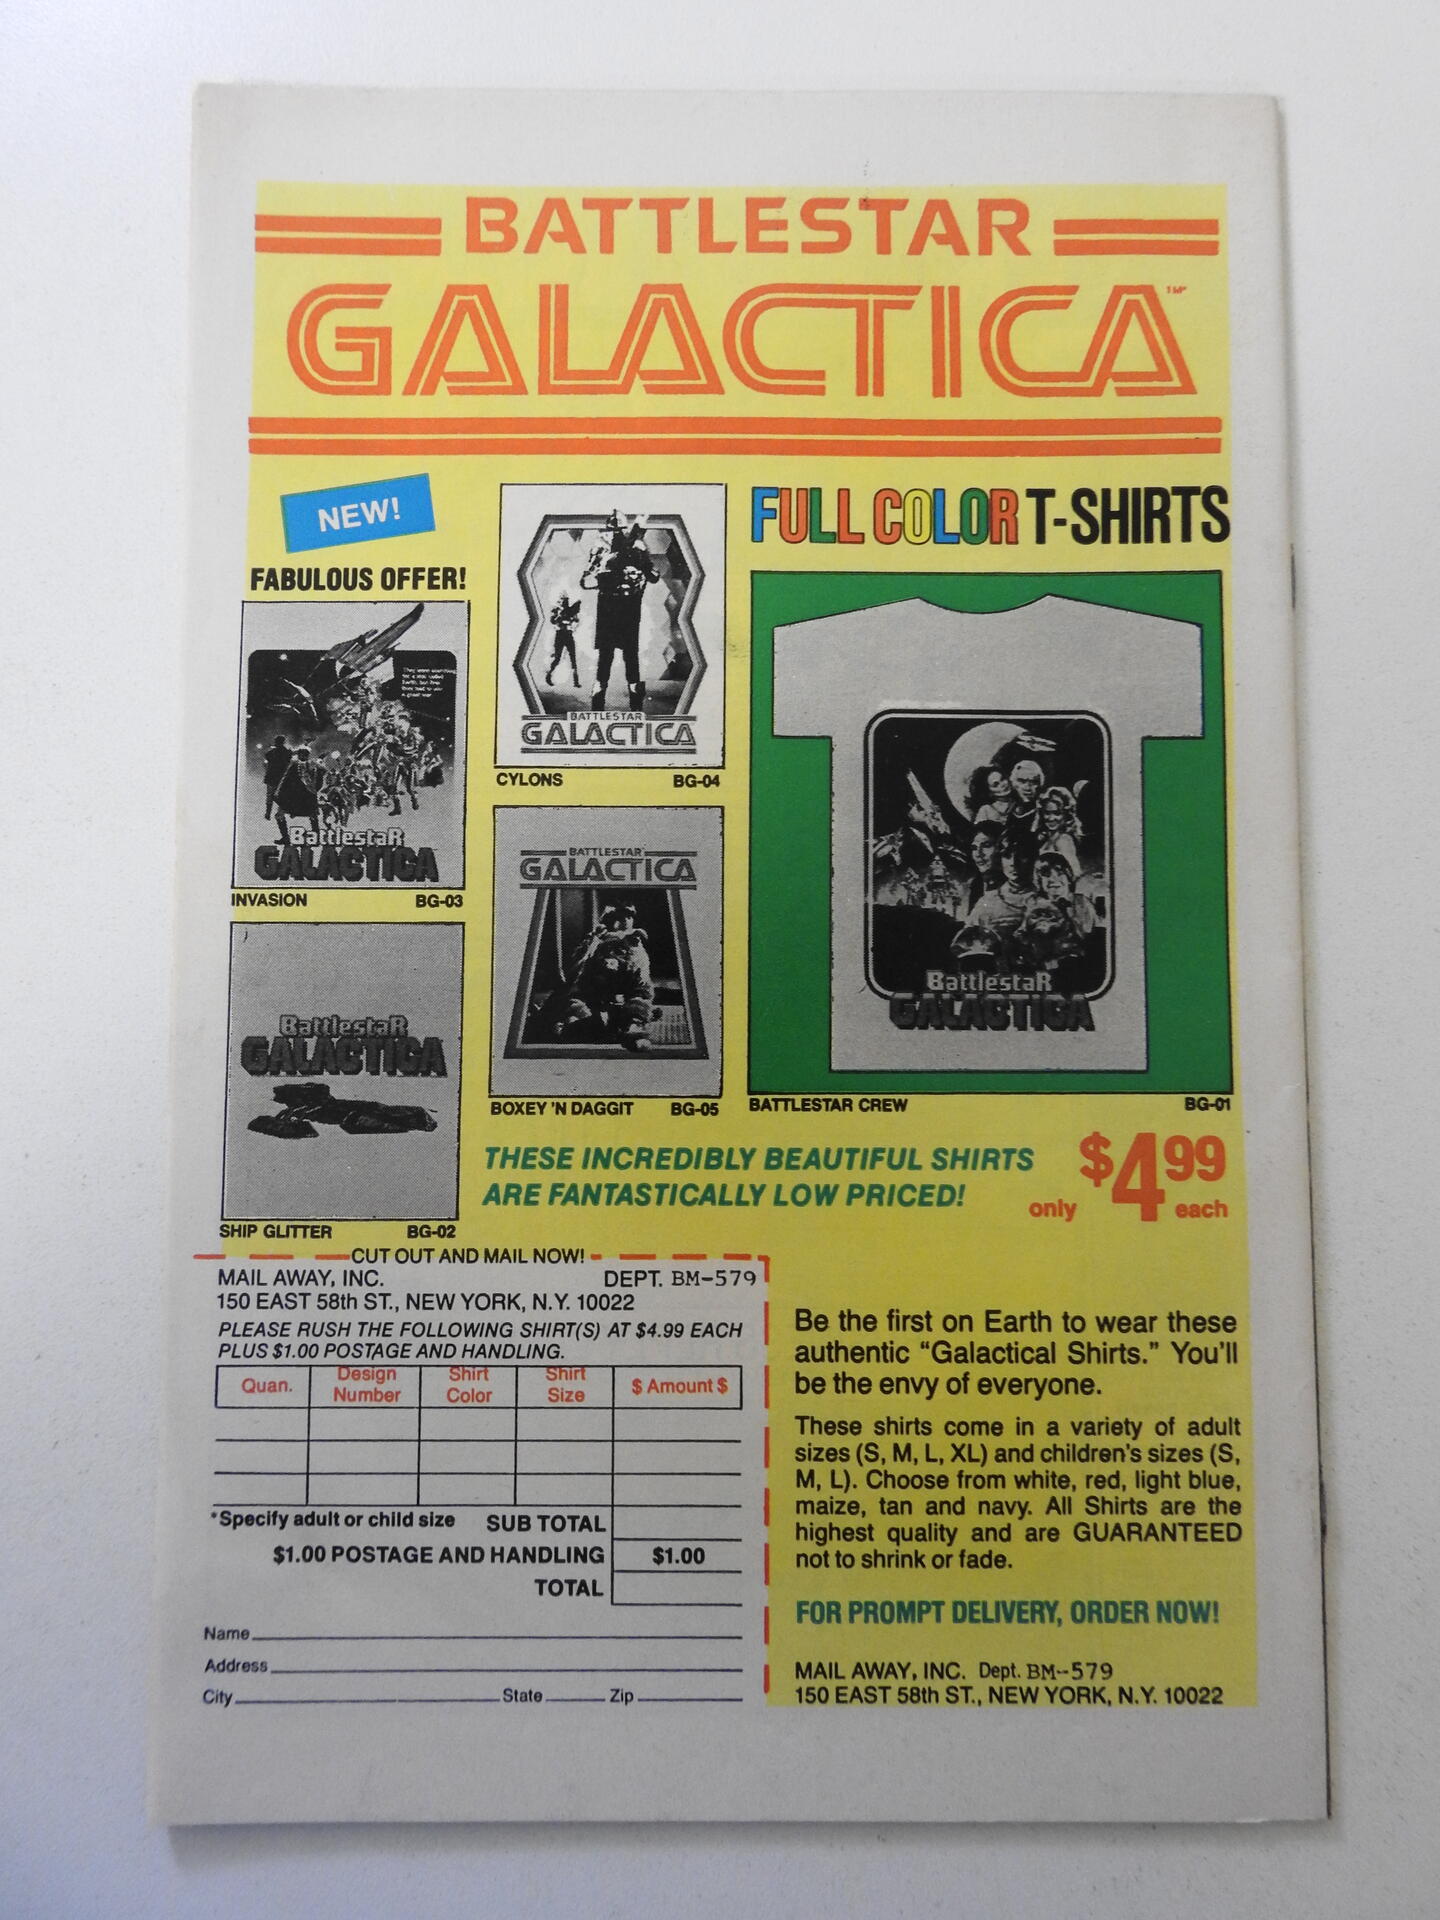 BATTLESTAR
GALACTICA
NEW!
FABULOUS OFFER!
FULL COLOR T-SHIRTS
BattlestaR
GALACTICA
INVASION BG-03
BATTLESTAR
GALACTICA
CYLONS BG-04
BATTLESTAR
GALACTICA
BOXEY 'N DAGGIT BG-05
BattlestaR
GALACTICA
BATTLESTAR CREW BG-01
BattlestaR
GALACTICA
SHIP GLITTER BG-02
THESE INCREDIBLY BEAUTIFUL SHIRTS
ARE FANTASTICALLY LOW PRICED!
only $4.99 each
CUT OUT AND MAIL NOW!
MAIL AWAY, INC. DEPT. BM-579
150 EAST 58th ST., NEW YORK, N.Y. 10022
PLEASE RUSH THE FOLLOWING SHIRT(S) AT $4.99 EACH
PLUS $1.00 POSTAGE AND HANDLING.
Quan. Design Number Shirt Color Shirt Size $ Amount $
*Specify adult or child size SUB TOTAL
$1.00 POSTAGE AND HANDLING $1.00
TOTAL
Name
Address
City State Zip
Be the first on Earth to wear these
authentic “Galactical Shirts.” You'll
be the envy of everyone.
These shirts come in a variety of adult
sizes (S, M, L, XL) and children's sizes (S,
M, L). Choose from white, red, light blue,
maize, tan and navy. All Shirts are the
highest quality and are GUARANTEED
not to shrink or fade.
FOR PROMPT DELIVERY, ORDER NOW!
MAIL AWAY, INC. Dept. BM--579
150 EAST 58th ST., NEW YORK, N.Y. 10022